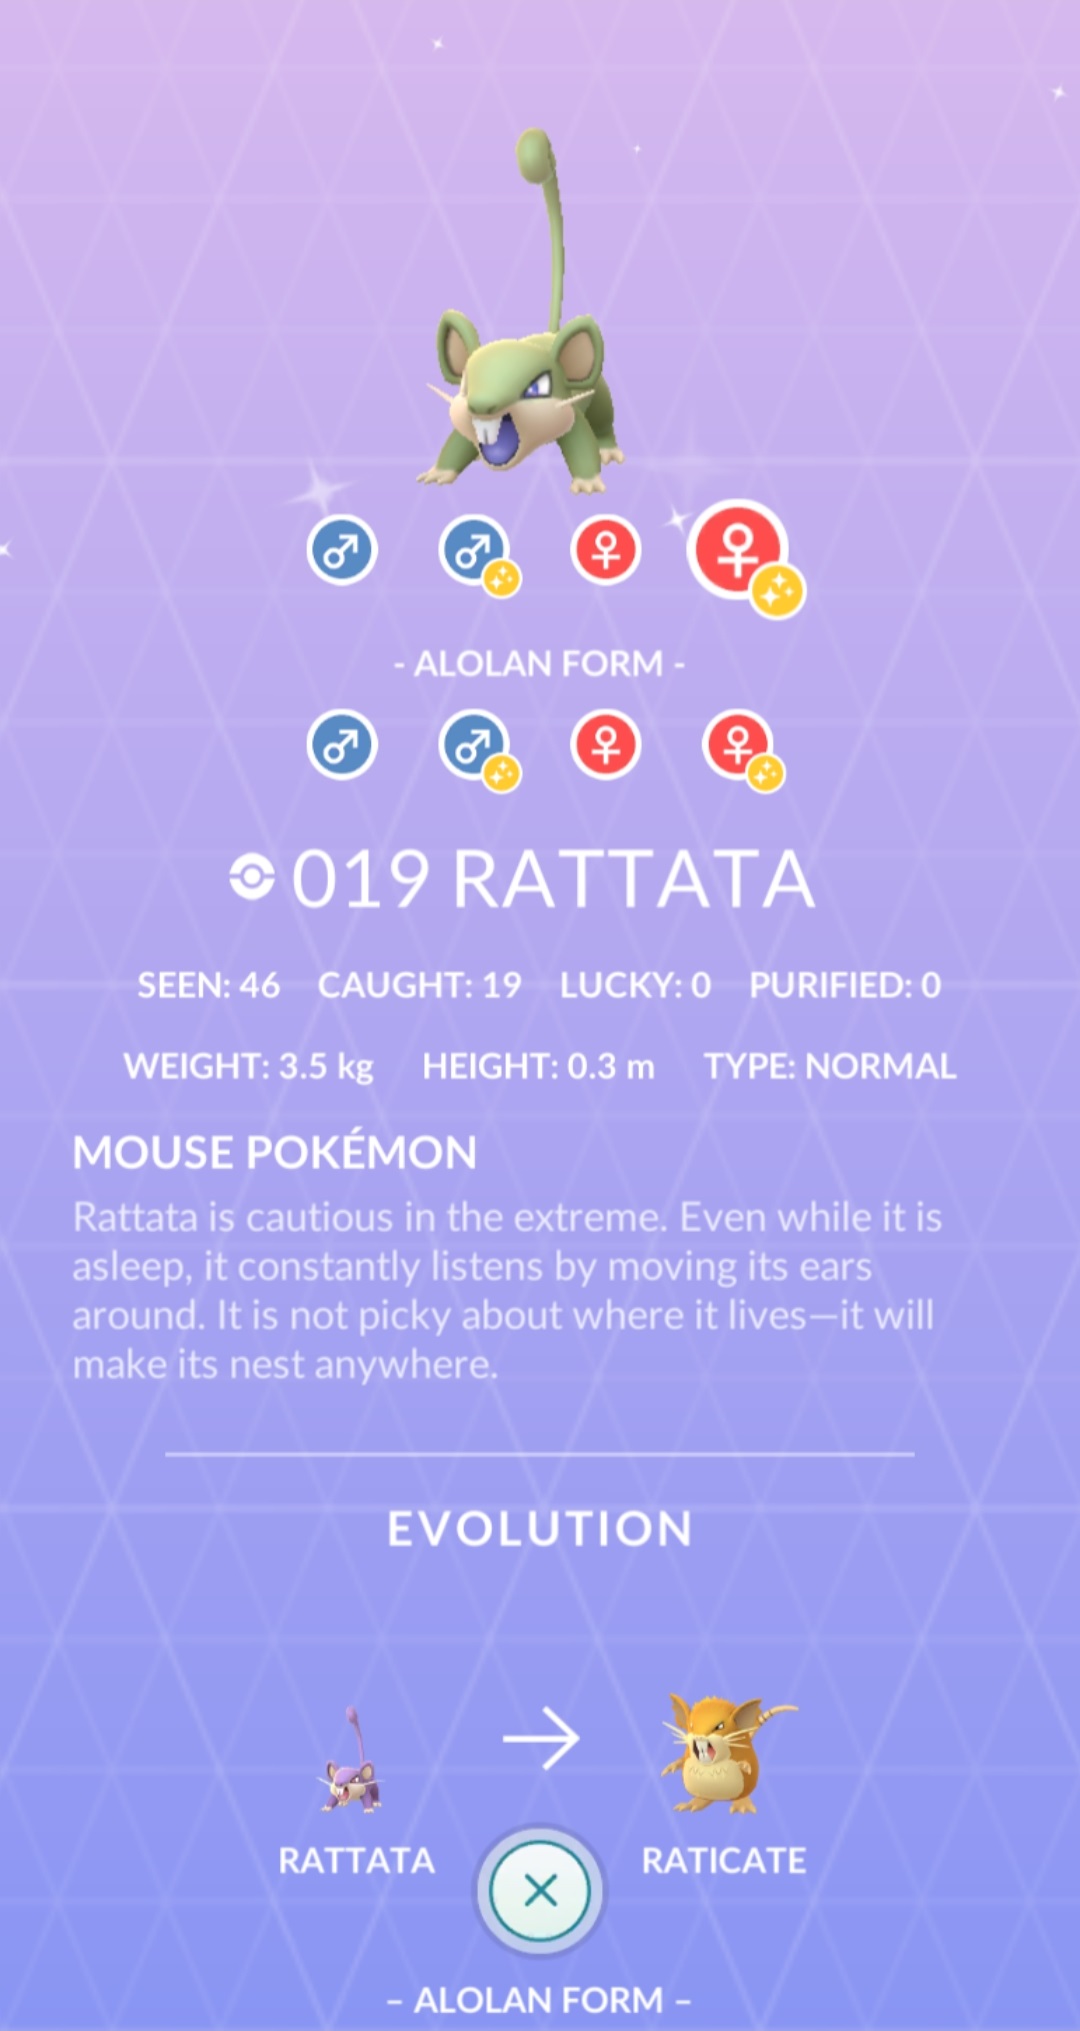 - ALOLAN FORM -
019 RATTATA
SEEN: 46 CAUGHT: 19 LUCKY: 0 PURIFIED: 0
WEIGHT: 3.5 kg HEIGHT: 0.3 m TYPE: NORMAL
MOUSE POKÉMON
Rattata is cautious in the extreme. Even while it is
asleep, it constantly listens by moving its ears
around. It is not picky about where it lives—it will
make its nest anywhere.
EVOLUTION
RATTATA RATICATE
- ALOLAN FORM -